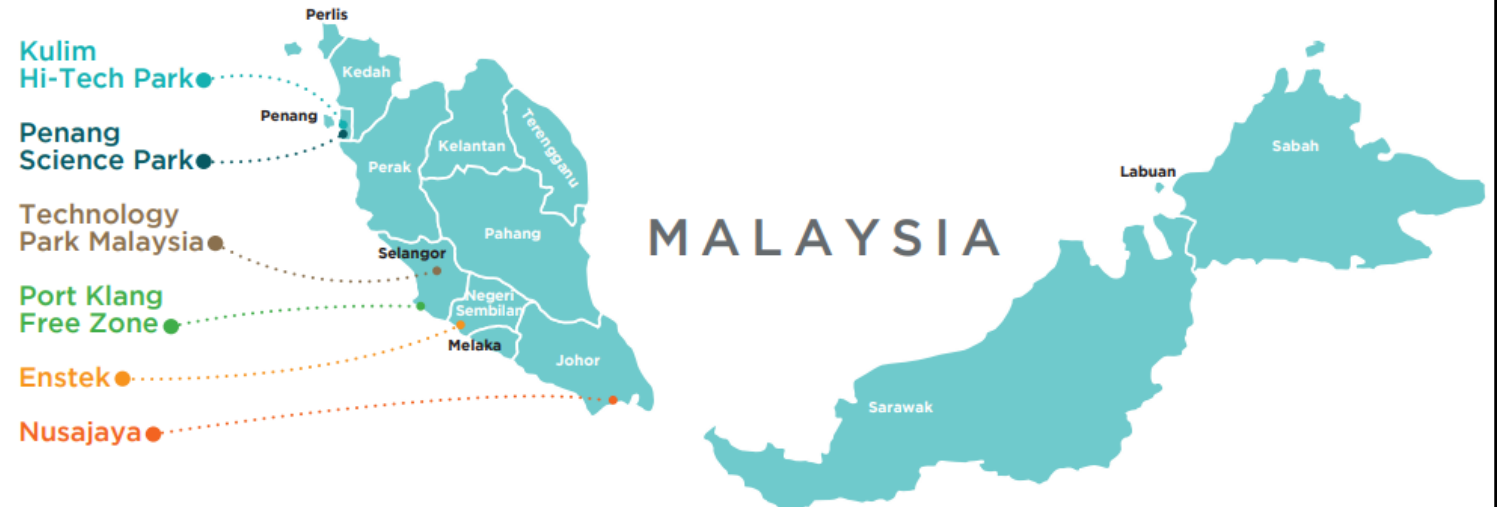 Perlis
Kulim
Hi-Tech Park
Kedah
Penang
Penang
Science Park
Terengganu
Kelantan
Perak
Sabah
Labuan
Technology
Park Malaysia
Pahang
MALAYSIA
Selangor
Port Klang
Free Zone
Negeri
Sembilan
Melaka
Johor
Enstek
Sarawak
Nusajaya